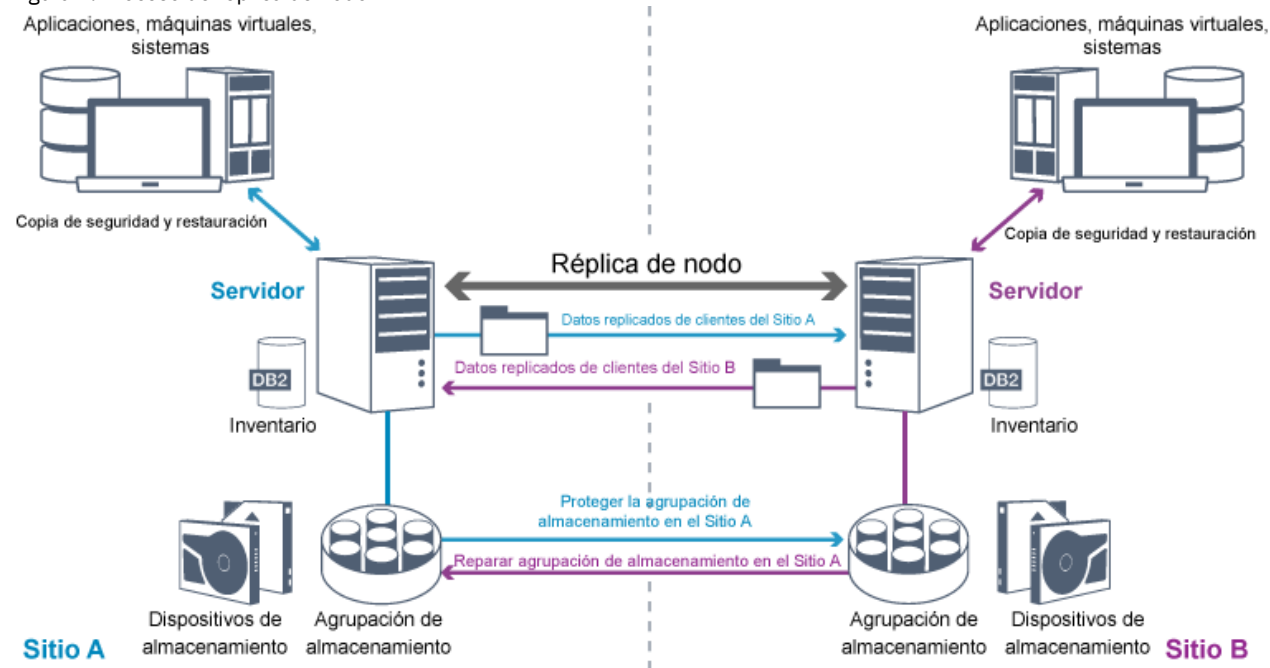 Aplicaciones, máquinas virtuales,
sistemas
Aplicaciones, máquinas virtuales,
sistemas
Copia de seguridad y restauración
Copia de seguridad y restauración
Réplica de nodo
Servidor
Servidor
Datos replicados de clientes del Sitio A
Datos replicados de clientes del Sitio B
DB2
DB2
Inventario
Inventario
Proteger la agrupación de
almacenamiento en el Sitio A
Reparar agrupación de almacenamiento en el Sitio A
Dispositivos de
almacenamiento
Agrupación de
almacenamiento
Agrupación de
almacenamiento
Dispositivos de
almacenamiento
Sitio A
Sitio B